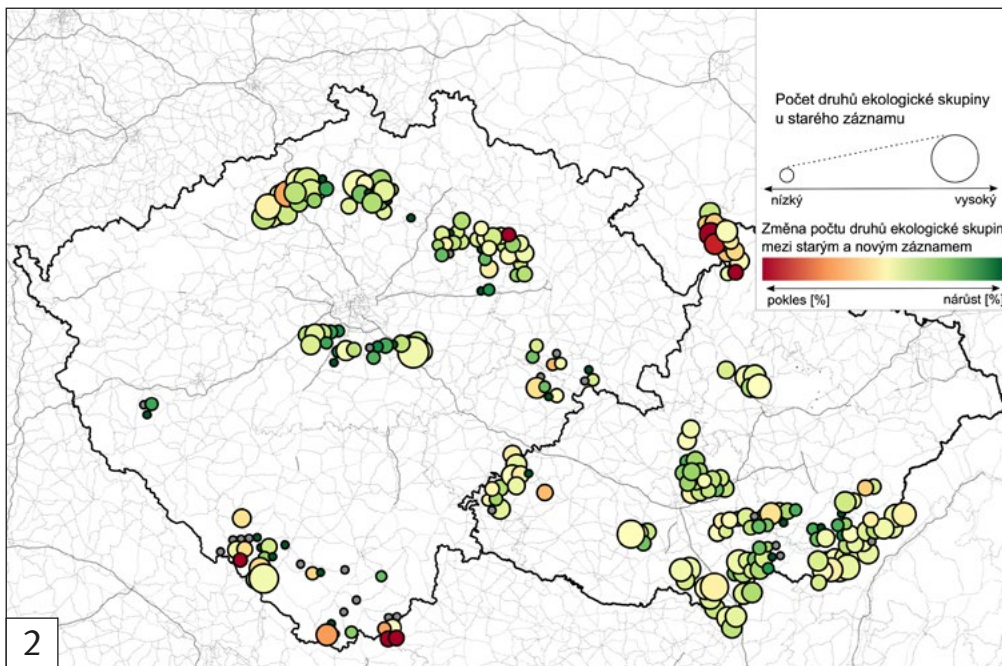 Počet druhů ekologické skupiny
u starého záznamu
nízký
vysoký
Změna počtu druhů ekologické skupin
mezi starým a novým záznamem
pokles [%]
nárůst [%]
2